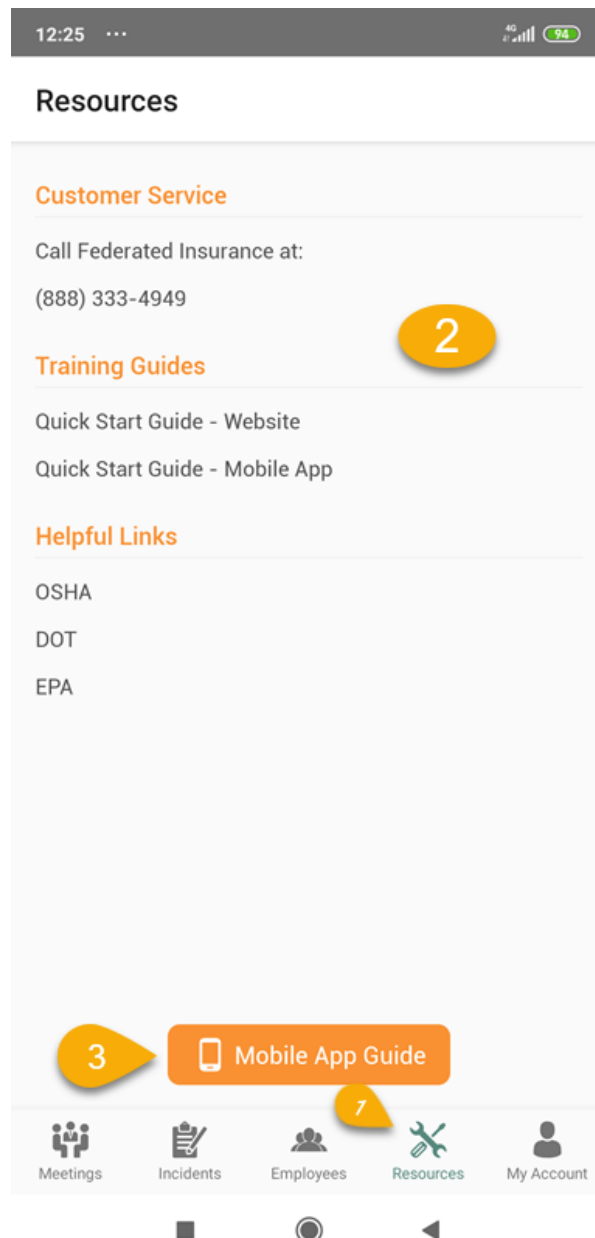 12:25 ...
4G 94
Resources
Customer Service
Call Federated Insurance at:
(888) 333-4949
2
Training Guides
Quick Start Guide - Website
Quick Start Guide - Mobile App
Helpful Links
OSHA
DOT
EPA
3
Mobile App Guide
1
Meetings Incidents Employees Resources My Account